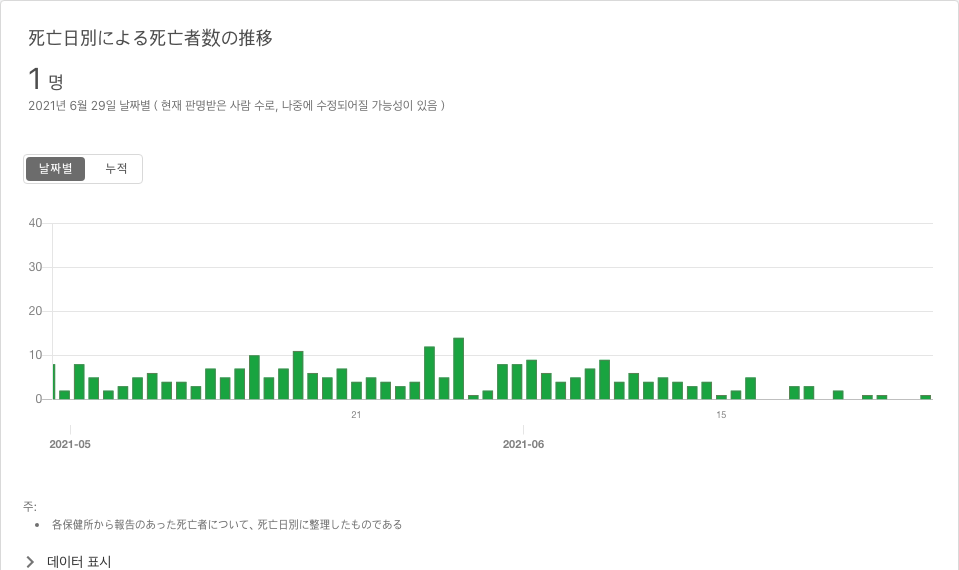 死亡日別による死亡者数の推移
1 명
2021년 6월 29일 날짜별 ( 현재 판명받은 사람 수로, 나중에 수정되어질 가능성이 있음 )
날짜별 누적
40
30
20
10
0
21 15
2021-05 2021-06
주:
• 各保健所から報告のあった死亡者について、死亡日別に整理したものである
데이터 표시